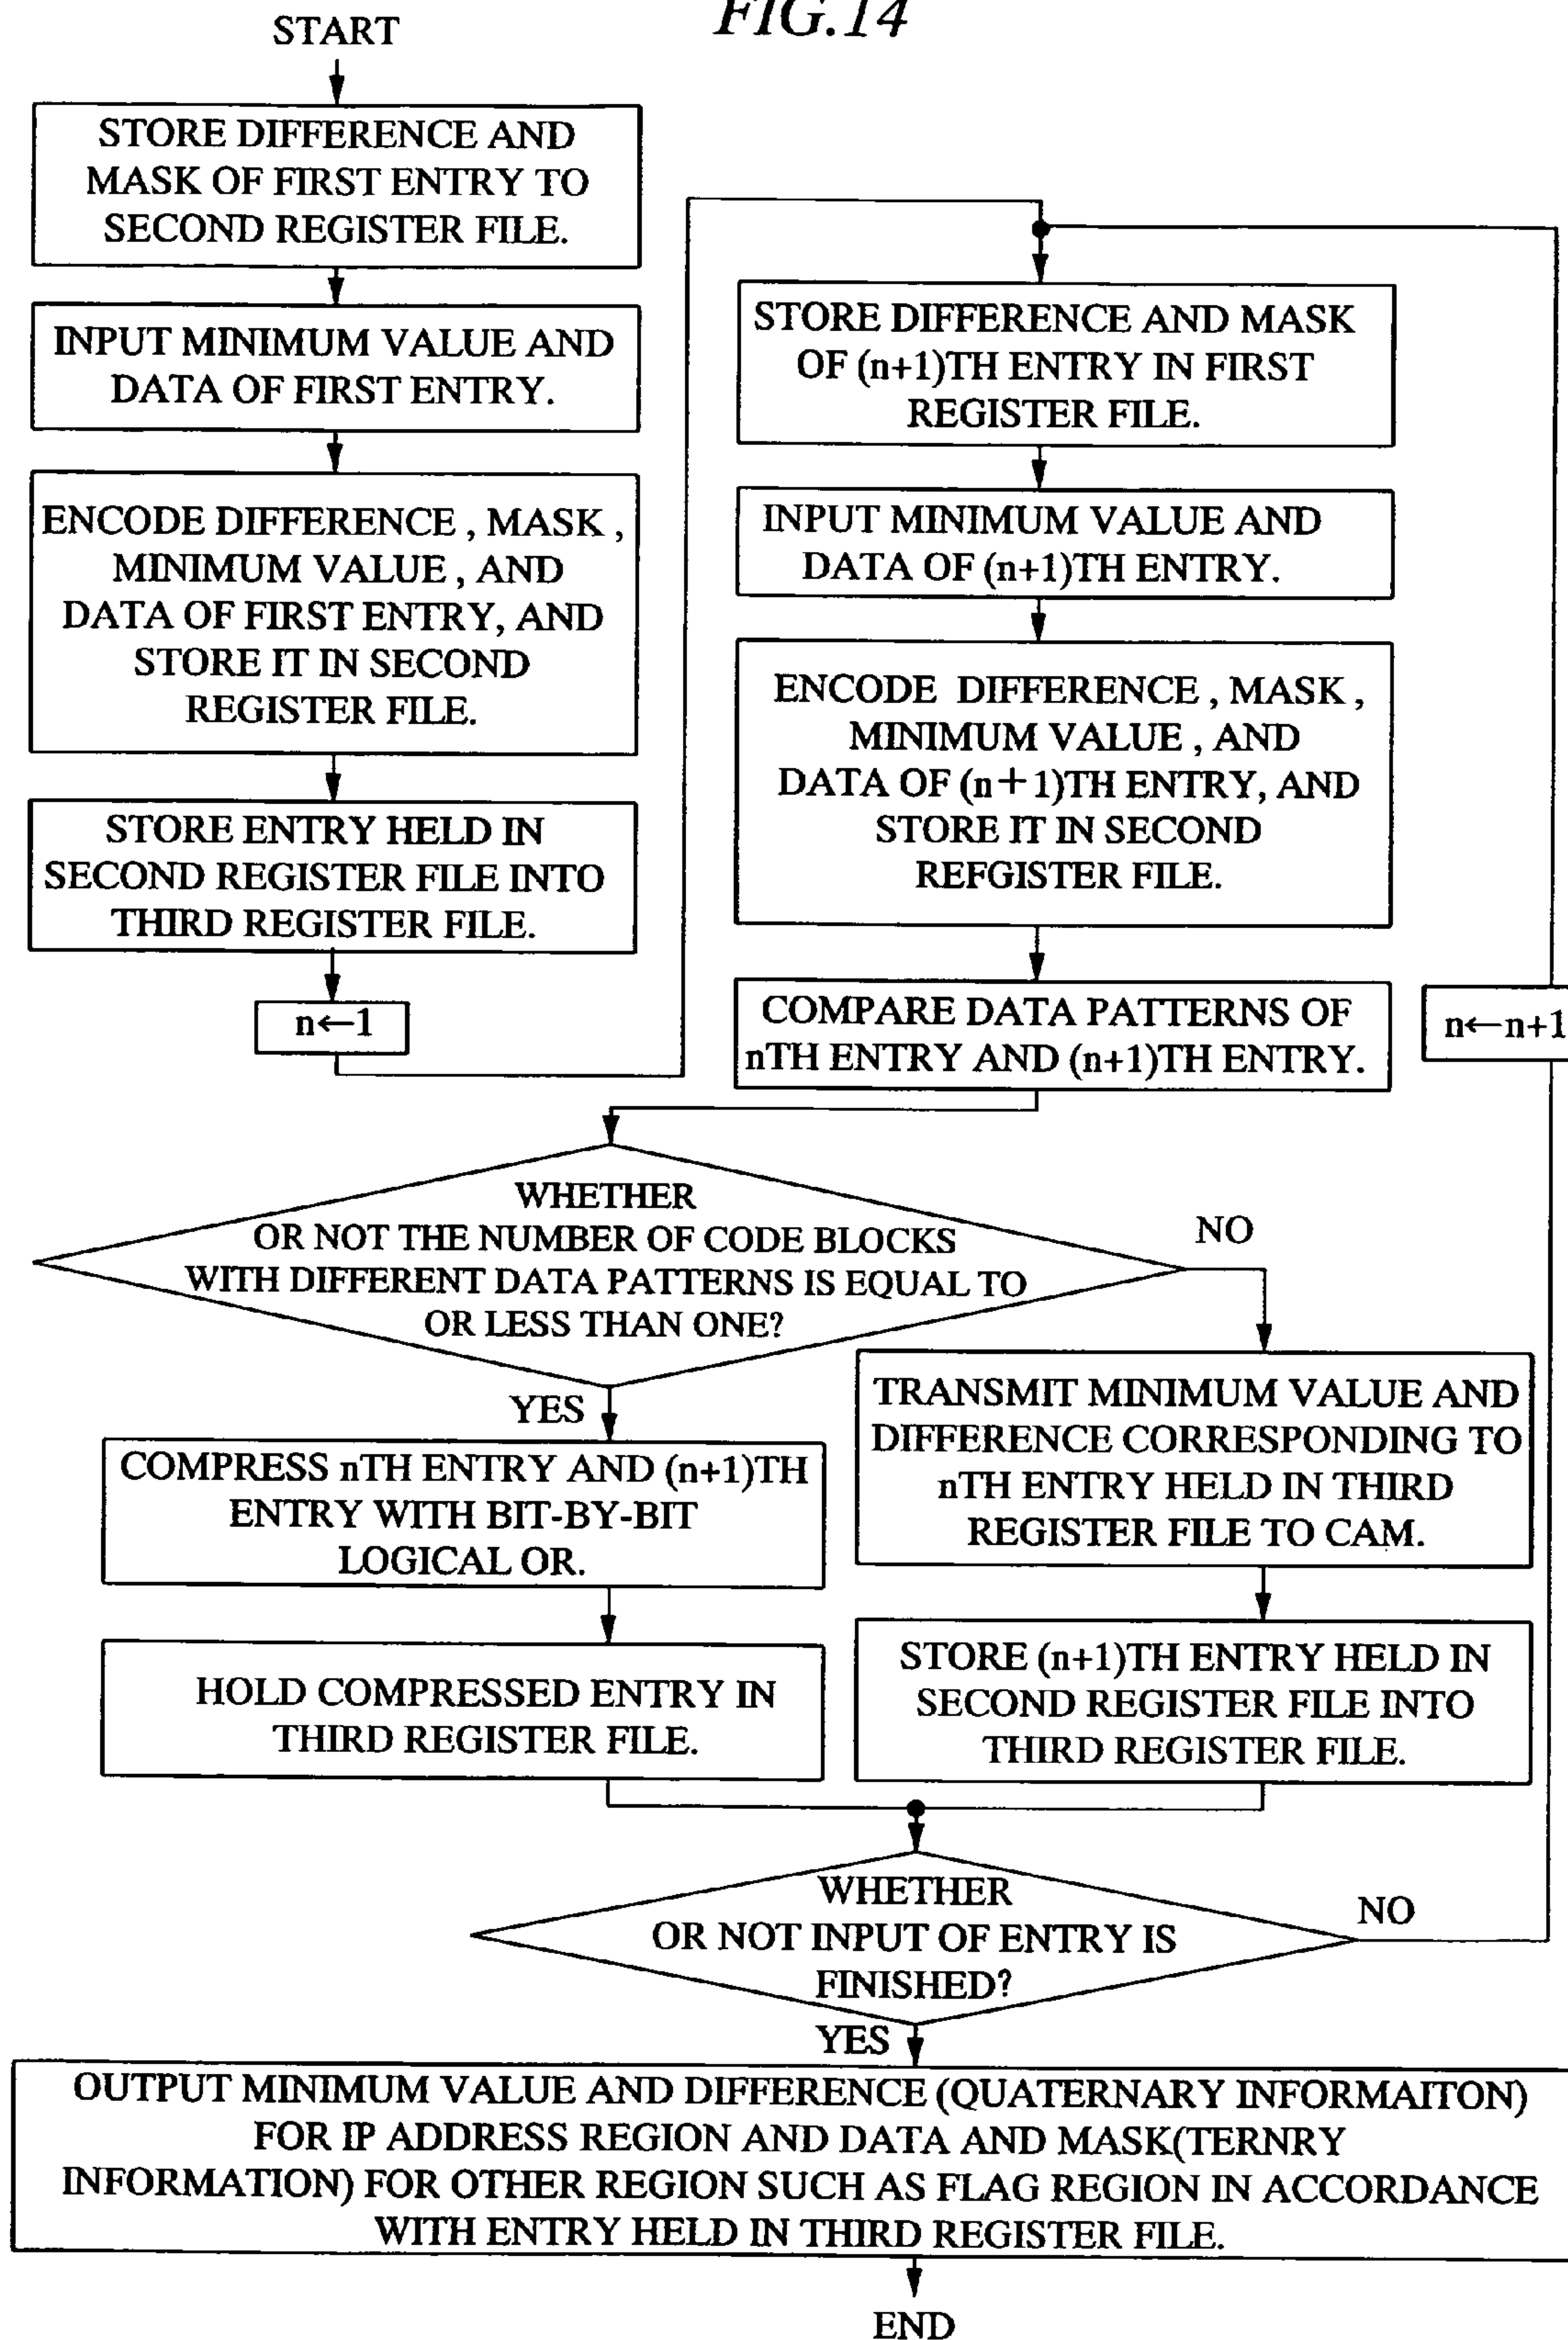 FIG.14
START
STORE DIFFERENCE AND
MASK OF FIRST ENTRY TO
SECOND REGISTER FILE.
INPUT MINIMUM VALUE AND
DATA OF FIRST ENTRY.
ENCODE DIFFERENCE , MASK ,
MINIMUM VALUE , AND
DATA OF FIRST ENTRY, AND
STORE IT IN SECOND
REGISTER FILE.
STORE ENTRY HELD IN
SECOND REGISTER FILE INTO
THIRD REGISTER FILE.
n←1
STORE DIFFERENCE AND MASK
OF (n+1)TH ENTRY IN FIRST
REGISTER FILE.
INPUT MINIMUM VALUE AND
DATA OF (n+1)TH ENTRY.
ENCODE DIFFERENCE , MASK ,
MINIMUM VALUE , AND
DATA OF (n+1)TH ENTRY, AND
STORE IT IN SECOND
REFGISTER FILE.
COMPARE DATA PATTERNS OF
nTH ENTRY AND (n+1)TH ENTRY.
n←n+1
WHETHER
OR NOT THE NUMBER OF CODE BLOCKS
WITH DIFFERENT DATA PATTERNS IS EQUAL TO
OR LESS THAN ONE?
NO
YES
COMPRESS nTH ENTRY AND (n+1)TH
ENTRY WITH BIT-BY-BIT
LOGICAL OR.
HOLD COMPRESSED ENTRY IN
THIRD REGISTER FILE.
TRANSMIT MINIMUM VALUE AND
DIFFERENCE CORRESPONDING TO
nTH ENTRY HELD IN THIRD
REGISTER FILE TO CAM.
STORE (n+1)TH ENTRY HELD IN
SECOND REGISTER FILE INTO
THIRD REGISTER FILE.
WHETHER
OR NOT INPUT OF ENTRY IS
FINISHED?
NO
YES
OUTPUT MINIMUM VALUE AND DIFFERENCE (QUATERNARY INFORMAITON)
FOR IP ADDRESS REGION AND DATA AND MASK(TERNRY
INFORMATION) FOR OTHER REGION SUCH AS FLAG REGION IN ACCORDANCE
WITH ENTRY HELD IN THIRD REGISTER FILE.
END